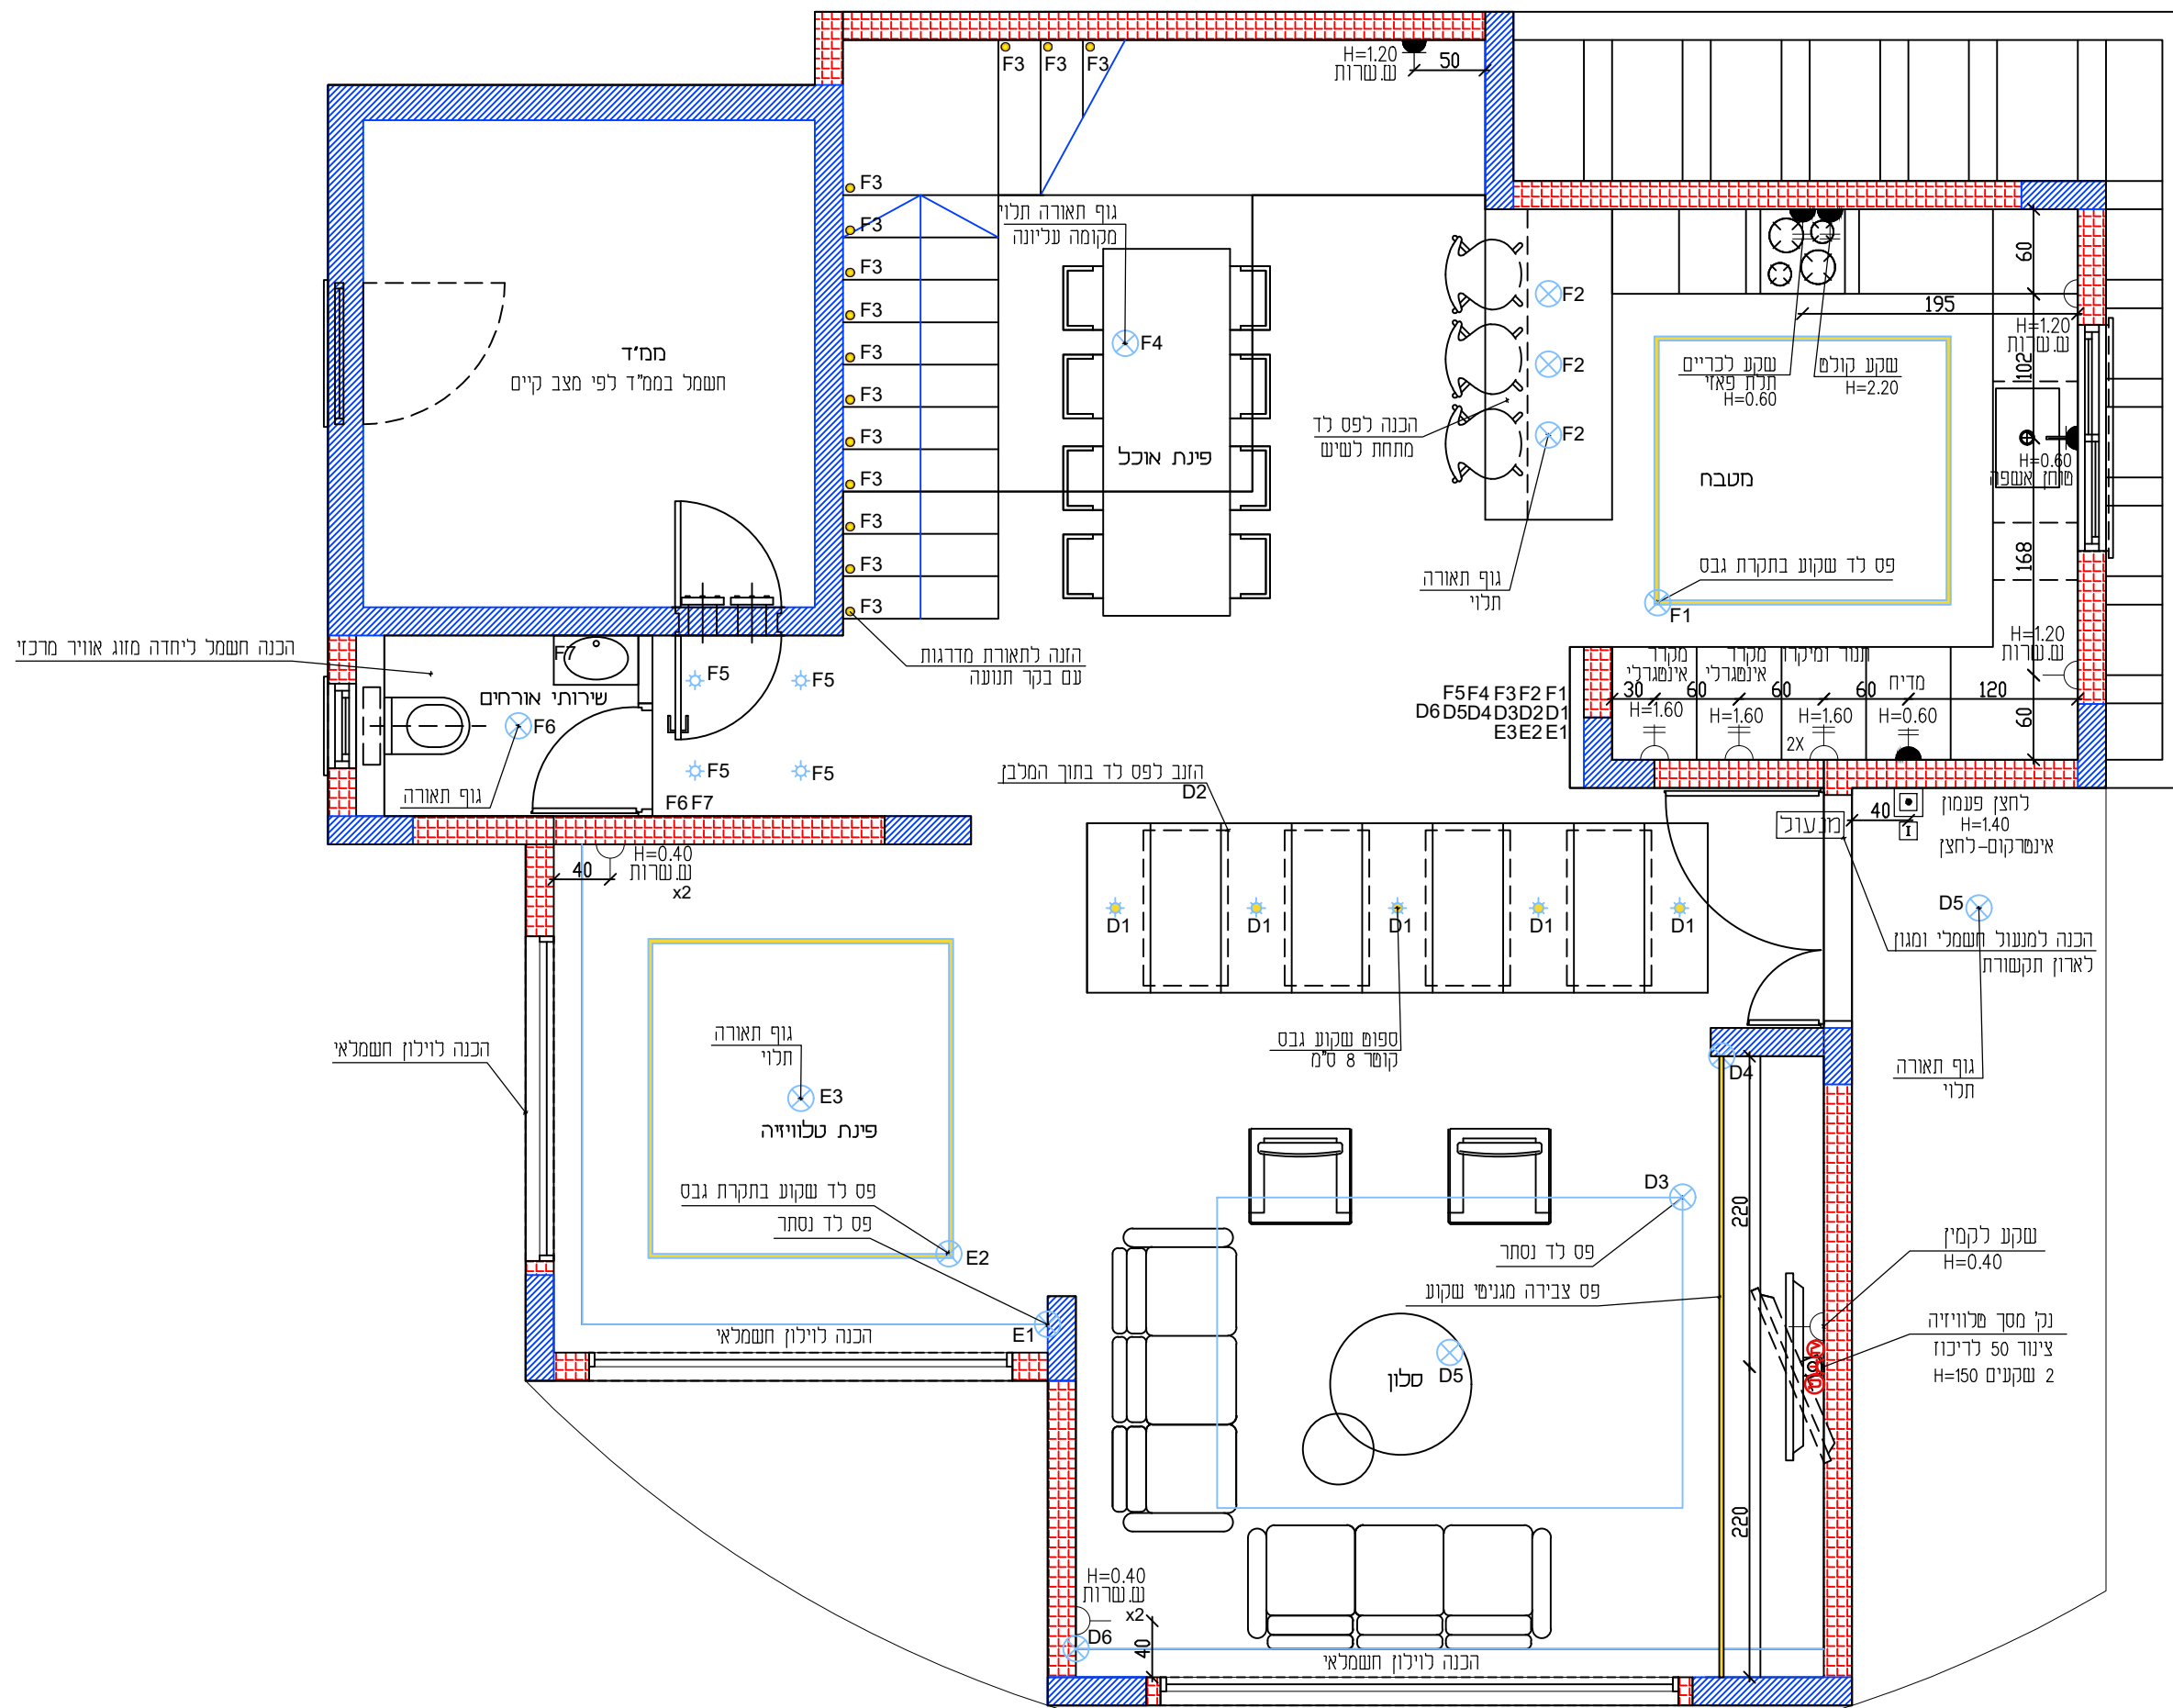 F3 F3 F3
H=1.20
ש.שרות
50
F3
F3
F3
F3
F3
F3
F3
F3
F3
F3
F3
גוף תאורה תלוי
מקומה עליונה
F4
פינת אוכל
ממ"ד
חשמל בממ"ד לפי מצב קיים
F2
F2
F2
הכנה לפס לד
מתחת לשיש
גוף תאורה
תלוי
שקע לכריים
תלת פאזי
H=0.60
שקע קולט
H=2.20
195
60
H=1.20
ש.שרות
102
H=0.60
טוחן אשפה
168
מטבח
פס לד שקוע בתקרת גבס
F1
H=1.20
ש.שרות
הזנה לתאורת מדרגות
עם בקר תנועה
הכנה חשמל ליחדה מזוג אוויר מרכזי
F7
שירותי אורחים
F6
גוף תאורה
F5 F5
F5 F5
F6 F7
F5 F4 F3 F2 F1
D6 D5 D4 D3 D2 D1
E3 E2 E1
מקרר
אינטגרלי
מקרר
אינטגרלי
תנור ומיקרו
מדיח
30 60 60 60 120
60
H=1.60
H=1.60
H=1.60
2X
H=0.60
הזנב לפס לד בתוך המלבן
D2
H=0.40
ש.שרות
x2
40
D1 D1 D1 D1 D1
מנעול
40
לחצן פעמון
H=1.40
אינטרקום-לחצן
I
D5
הכנה למנעול חשמלי ומגון
לארון תקשורת
גוף תאורה
תלוי
ספוט שקוע גבס
קוטר 8 ס"מ
D4
הכנה לוילון חשמלאי
גוף תאורה
תלוי
E3
פינת טלוויזיה
פס לד שקוע בתקרת גבס
פס לד נסתר
E2
E1
הכנה לוילון חשמלאי
D3
פס לד נסתר
פס צבירה מגניטי שקוע
220
שקע לקמין
H=0.40
נק' מסך טלוויזיה
צינור 50 לריכוז
2 שקעים H=150
D5
סלון
220
H=0.40
ש.שרות
x2
D6
40
הכנה לוילון חשמלאי